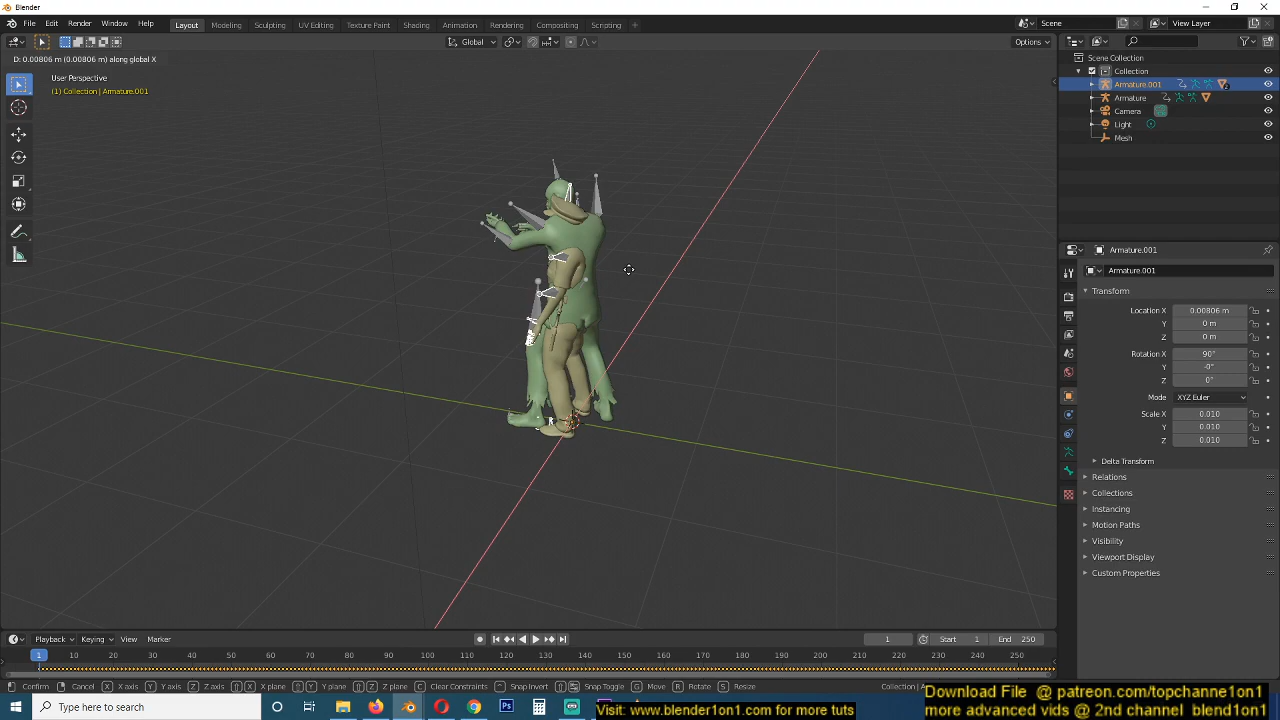 Blender
File Edit Render Window Help Layout Modeling Sculpting UV Editing Texture Paint Shading Animation Rendering Compositing Scripting Scene View Layer
Global Options
D: 0.00806 m (0.00806 m) along global X
User Perspective
(1) Collection | Armature.001
Scene Collection
Collection
Armature.001
Armature
Camera
Light
Mesh
Armature.001
Armature.001
Transform
Location X 0.00806 m
Y 0 m
Z 0 m
Rotation X 90°
Y -0°
Z 0°
Mode XYZ Euler
Scale X 0.010
Y 0.010
Z 0.010
Delta Transform
Relations
Collections
Instancing
Motion Paths
Visibility
Viewport Display
Custom Properties
Playback Keying View Marker 1 Start 1 End 250
1 10 20 30 40 50 60 70 80 90 100 110 120 130 140 150 160 170 180 190 200 210 220 230 240 250
Confirm Cancel X X axis Y Y axis Z Z axis X X plane Y Y plane Z Z plane C Clear Constraints Snap Invert Snap Toggle G Move R Rotate S Resize Collection | A
Type here to search
Visit: www.blender1on1.com for more tuts
Download File @ patreon.com/topchanne1on1
more advanced vids @ 2nd channel blend1on1